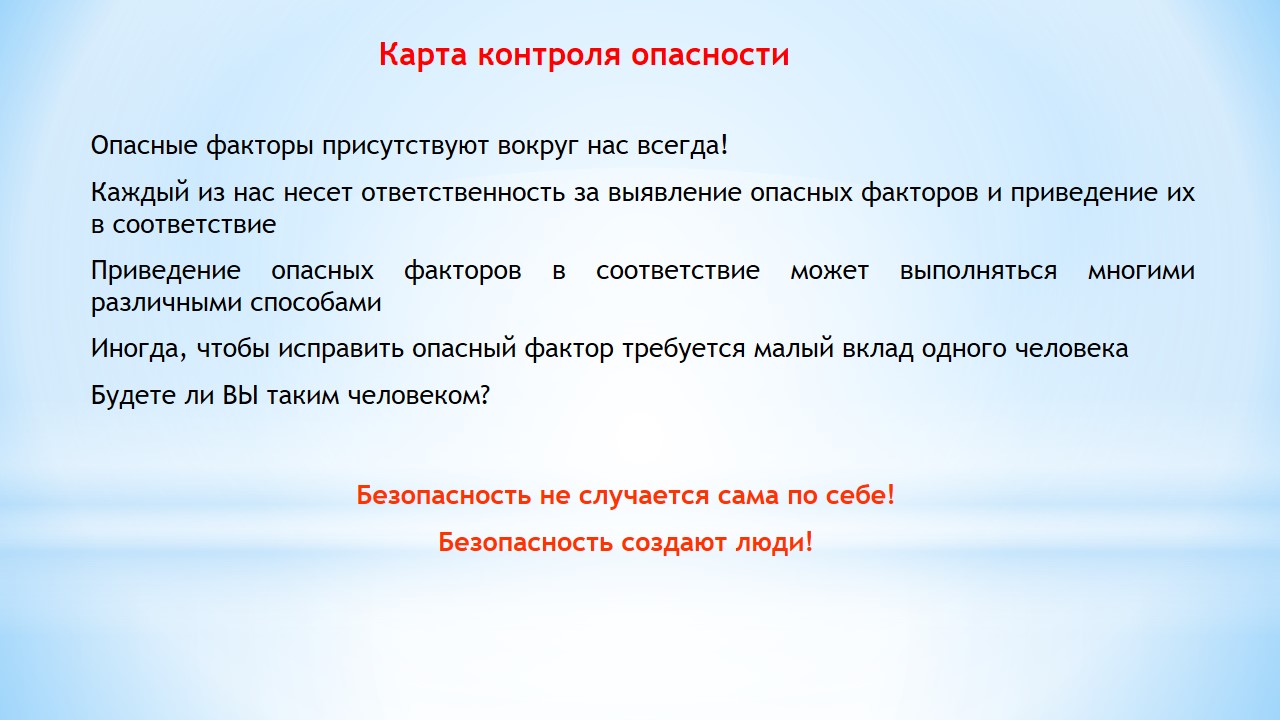 Карта контроля опасности
Опасные факторы присутствуют вокруг нас всегда!
Каждый из нас несет ответственность за выявление опасных факторов и приведение их
в соответствие
Приведение опасных факторов в соответствие может выполняться многими
различными способами
Иногда, чтобы исправить опасный фактор требуется малый вклад одного человека
Будете ли ВЫ таким человеком?
Безопасность не случается сама по себе!
Безопасность создают люди!